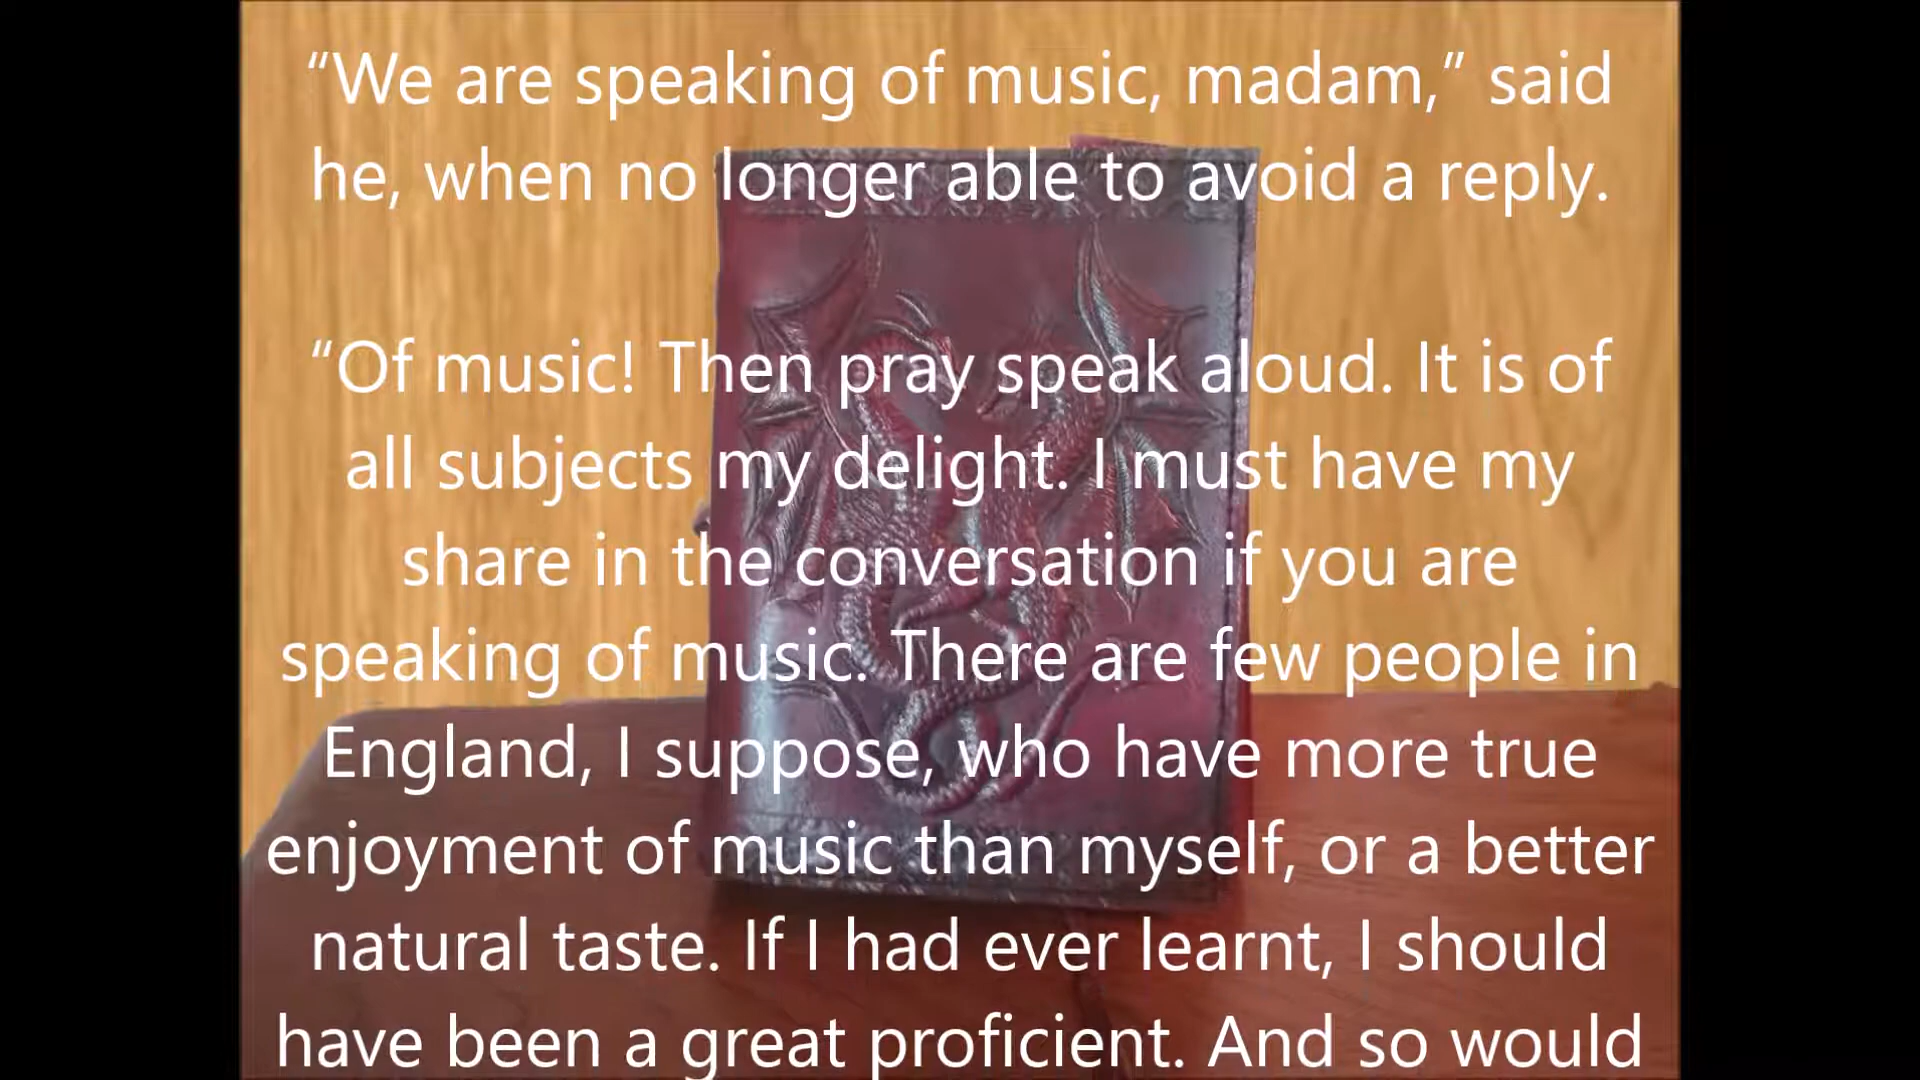 “We are speaking of music, madam,” said
he, when no longer able to avoid a reply.
“Of music! Then pray speak aloud. It is of
all subjects my delight. I must have my
share in the conversation if you are
speaking of music. There are few people in
England, I suppose, who have more true
enjoyment of music than myself, or a better
natural taste. If I had ever learnt, I should
have been a great proficient. And so would